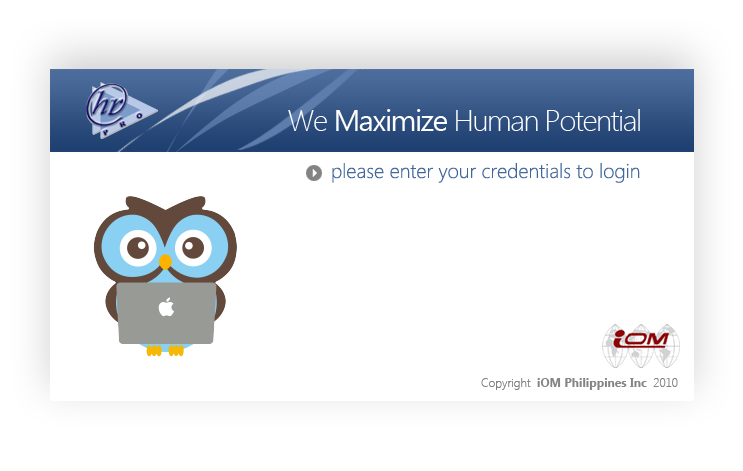 hr
PRO
We Maximize Human Potential
please enter your credentials to login
iOM
Copyright iOM Philippines Inc 2010